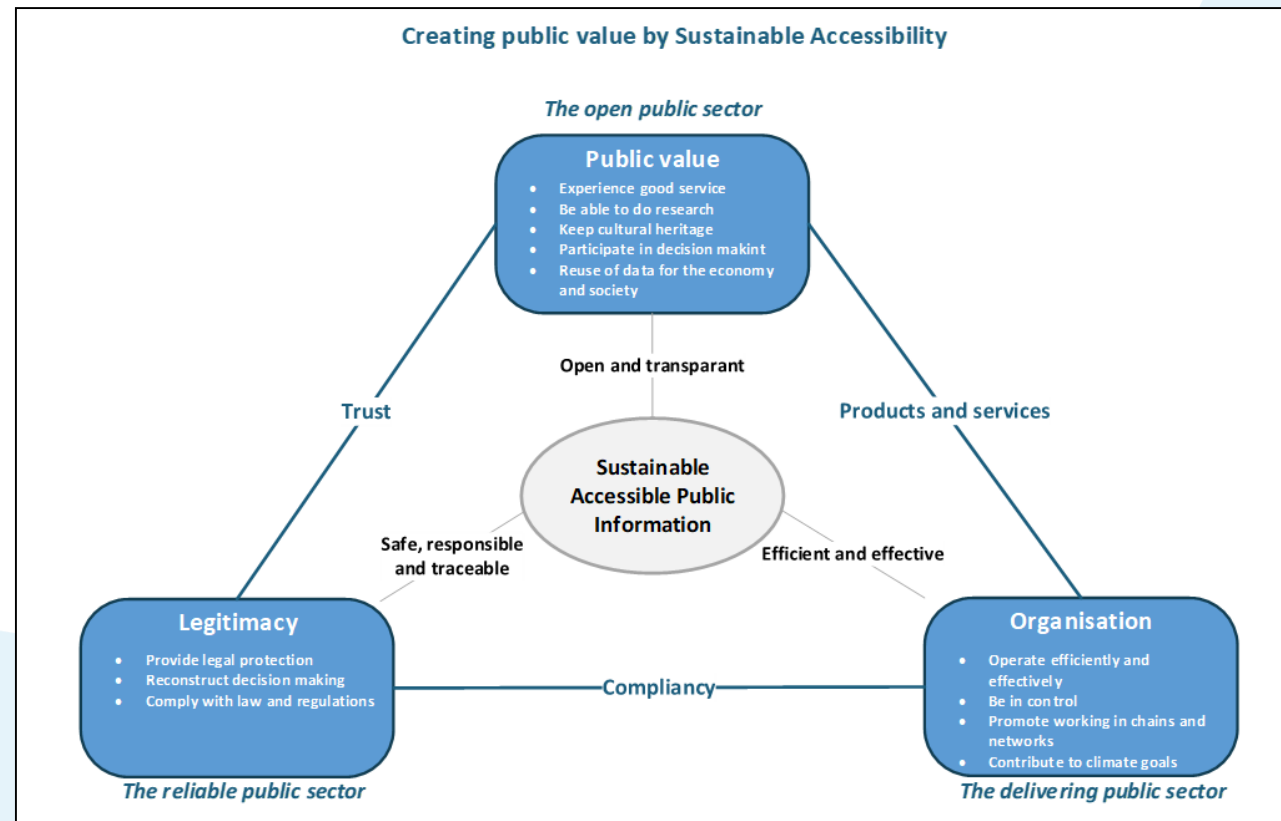 Creating public value by Sustainable Accessibility
The open public sector
Public value
• Experience good service
• Be able to do research
• Keep cultural heritage
• Participate in decision makint
• Reuse of data for the economy
and society
Open and transparant
Trust
Products and services
Sustainable
Accessible Public
Information
Safe, responsible
and traceable
Efficient and effective
Legitimacy
• Provide legal protection
• Reconstruct decision making
• Comply with law and regulations
Compliancy
Organisation
• Operate efficiently and
effectively
• Be in control
• Promote working in chains and
networks
• Contribute to climate goals
The reliable public sector
The delivering public sector